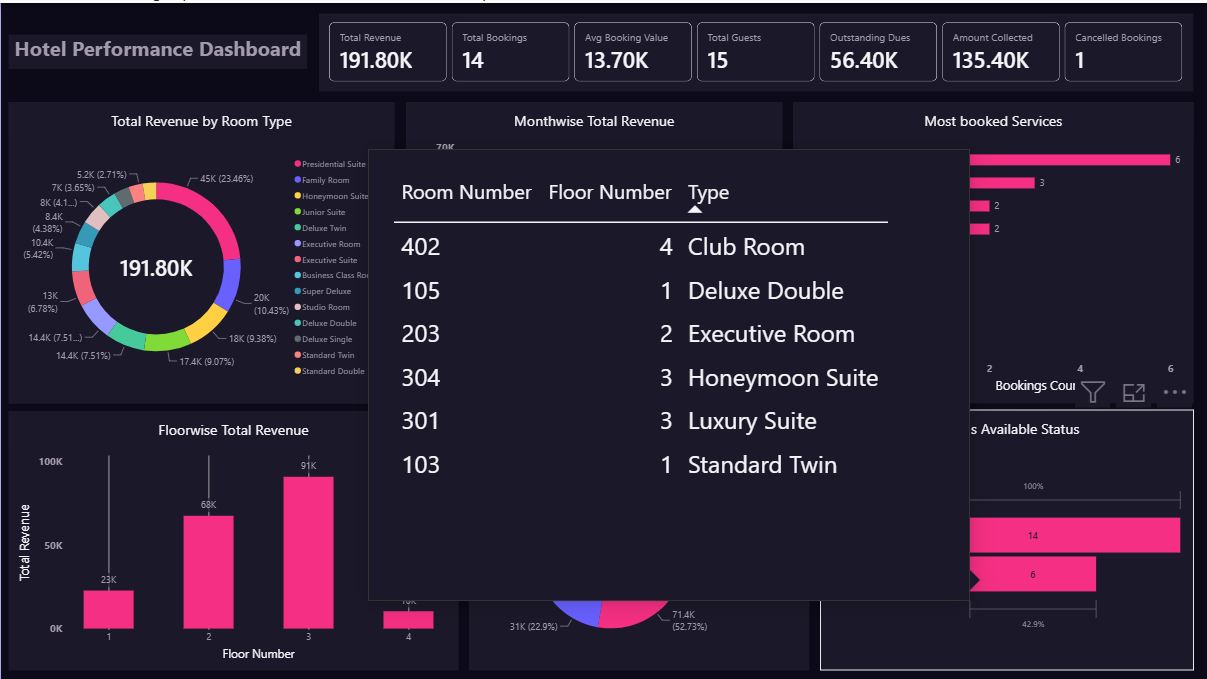 Hotel Performance Dashboard
Total Revenue
191.80K
Total Bookings
14
Avg Booking Value
13.70K
Total Guests
15
Outstanding Dues
56.40K
Amount Collected
135.40K
Cancelled Bookings
1
Total Revenue by Room Type
45K (23.46%)
20K
(10.43%)
18K (9.38%)
17.4K (9.07%)
14.4K (7.51%)
14.4K (7.51...)
13K
(6.78%)
10.4K
(5.42%)
8.4K
(4.38%)
8K (4.1...)
7K (3.65%)
5.2K (2.71%)
191.80K
Presidential Suite
Family Room
Honeymoon Suite
Junior Suite
Deluxe Twin
Executive Room
Executive Suite
Business Class Roo
Super Deluxe
Studio Room
Deluxe Double
Deluxe Single
Standard Twin
Standard Double
Monthwise Total Revenue
70K
Most booked Services
6
3
2
2
2
4
6
Bookings Cour
Room Number Floor Number Type
402 4 Club Room
105 1 Deluxe Double
203 2 Executive Room
304 3 Honeymoon Suite
301 3 Luxury Suite
103 1 Standard Twin
Floorwise Total Revenue
Total Revenue
100K
50K
0K
23K
68K
91K
1
2
3
4
Floor Number
31K (22.9%)
71.4K
(52.73%)
s Available Status
100%
14
6
42.9%